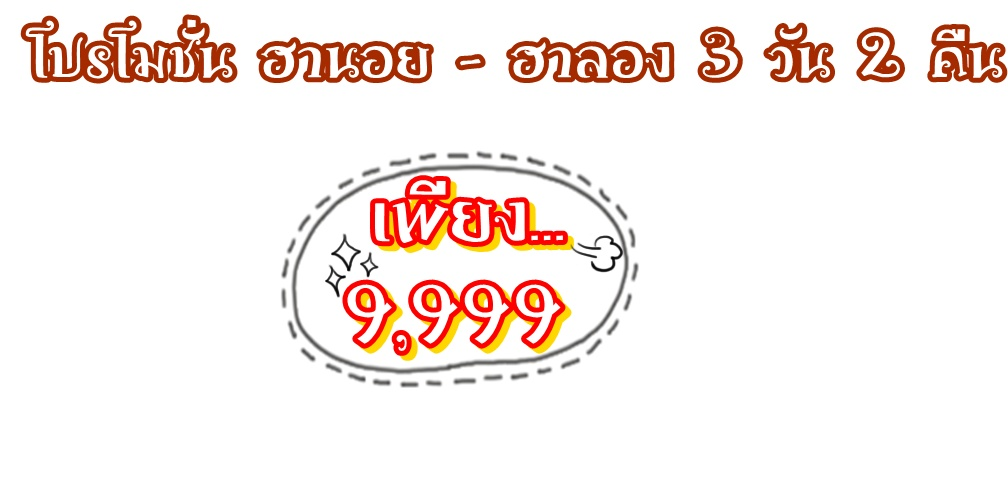 โปรโมชั่น ฮานอย - ฮาลอง 3 วัน 2 คืน
เพียง...
9,999